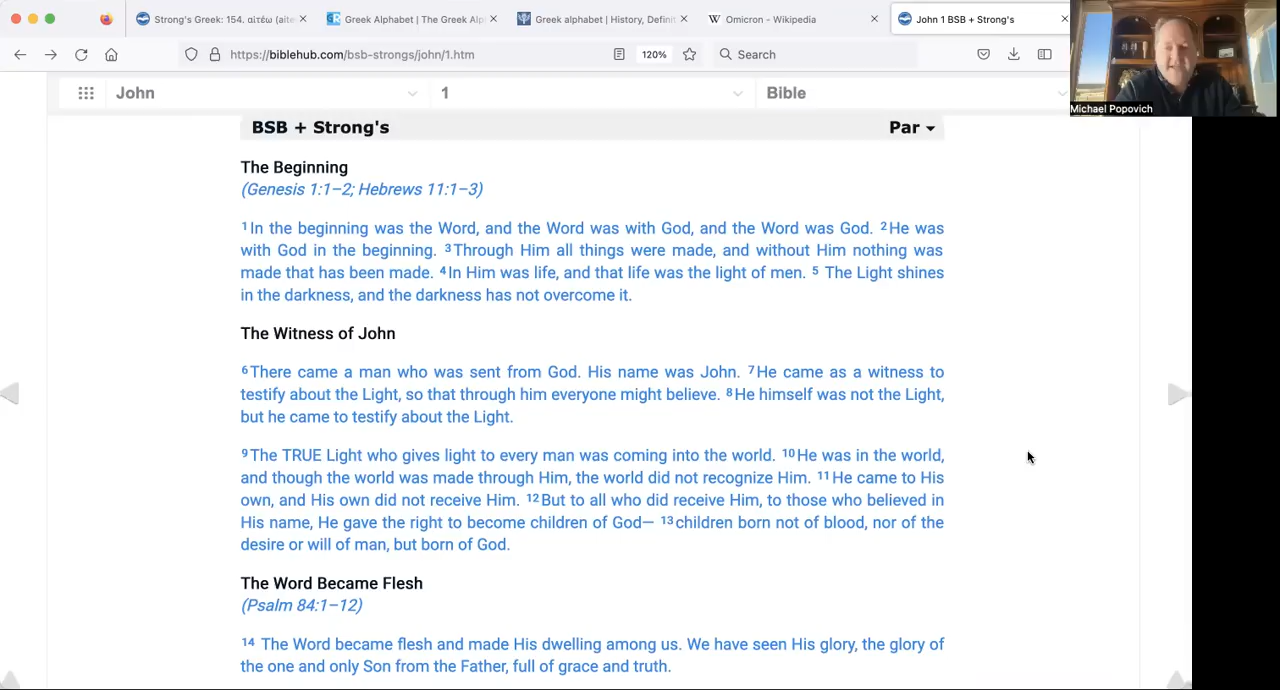 Strong's Greek: 154. αἰτέω (aite
Greek Alphabet | The Greek Alp
Greek alphabet | History, Defini
Omicron - Wikipedia
John 1 BSB + Strong's
https://biblehub.com/bsb-strongs/john/1.htm
120%
Search
Michael Popovich
John
1
Bible
BSB + Strong's
Par
The Beginning
(Genesis 1:1–2; Hebrews 11:1–3)
1 In the beginning was the Word, and the Word was with God, and the Word was God. 2 He was
with God in the beginning. 3 Through Him all things were made, and without Him nothing was
made that has been made. 4 In Him was life, and that life was the light of men. 5 The Light shines
in the darkness, and the darkness has not overcome it.
The Witness of John
6 There came a man who was sent from God. His name was John. 7 He came as a witness to
testify about the Light, so that through him everyone might believe. 8 He himself was not the Light,
but he came to testify about the Light.
9 The TRUE Light who gives light to every man was coming into the world. 10 He was in the world,
and though the world was made through Him, the world did not recognize Him. 11 He came to His
own, and His own did not receive Him. 12 But to all who did receive Him, to those who believed in
His name, He gave the right to become children of God— 13 children born not of blood, nor of the
desire or will of man, but born of God.
The Word Became Flesh
(Psalm 84:1–12)
14 The Word became flesh and made His dwelling among us. We have seen His glory, the glory of
the one and only Son from the Father, full of grace and truth.